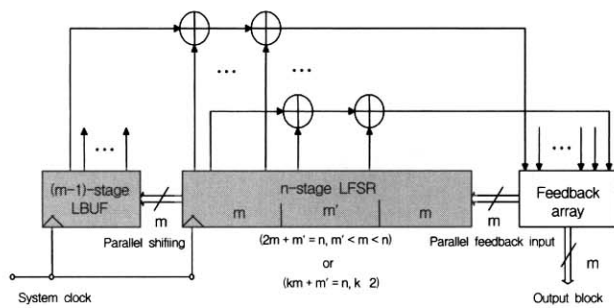 ...
...
...
...
(m-1)-stage
LBUF
m
Parallel shifiing
n-stage LFSR
m m' m
(2m + m' = n, m' < m < n)
or
(km + m' = n, k 2)
m
Parallel feedback input
Feedback
array
m
System clock
Output block